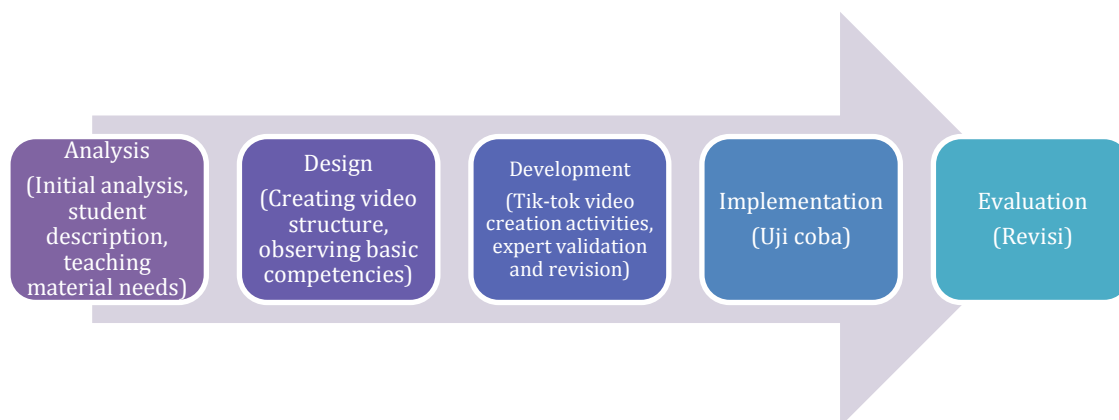 Analysis
(Initial analysis,
student
description,
teaching
material needs)
Design
(Creating video
structure,
observing basic
competencies)
Development
(Tik-tok video
creation activities,
expert validation
and revision)
Implementation
(Uji coba)
Evaluation
(Revisi)